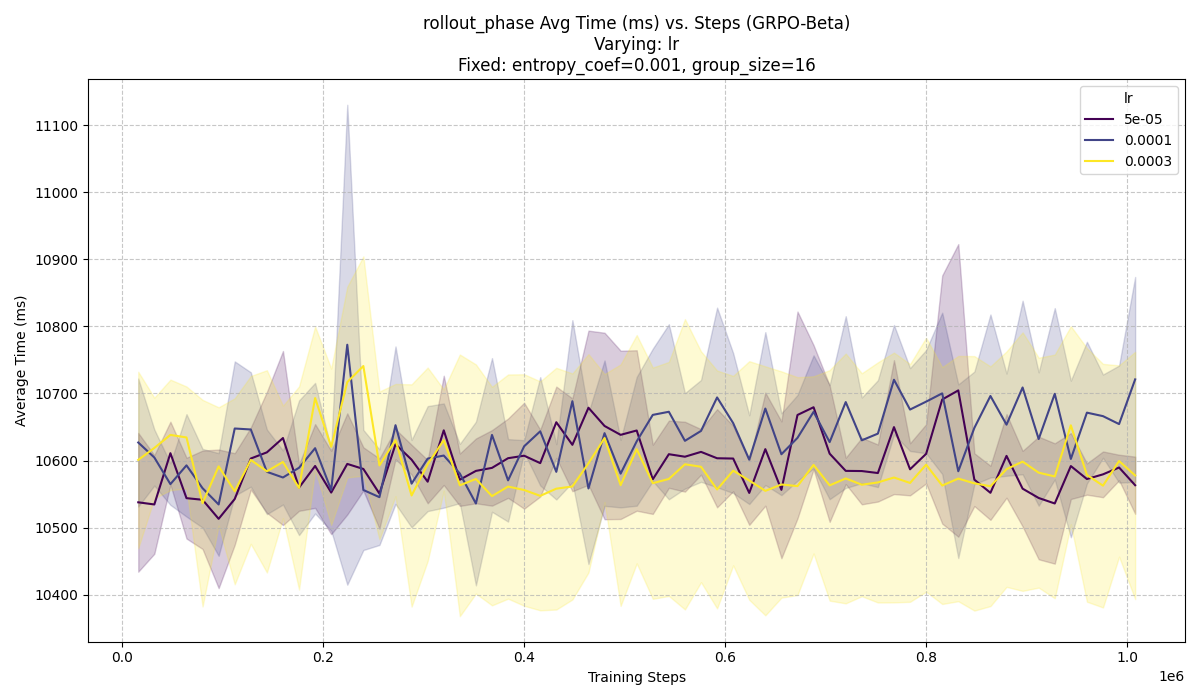 rollout_phase Avg Time (ms) vs. Steps (GRPO-Beta)
Varying: lr
Fixed: entropy_coef=0.001, group_size=16
lr
5e-05
0.0001
0.0003
Average Time (ms)
11100
11000
10900
10800
10700
10600
10500
10400
0.0 0.2 0.4 0.6 0.8 1.0
1e6
Training Steps